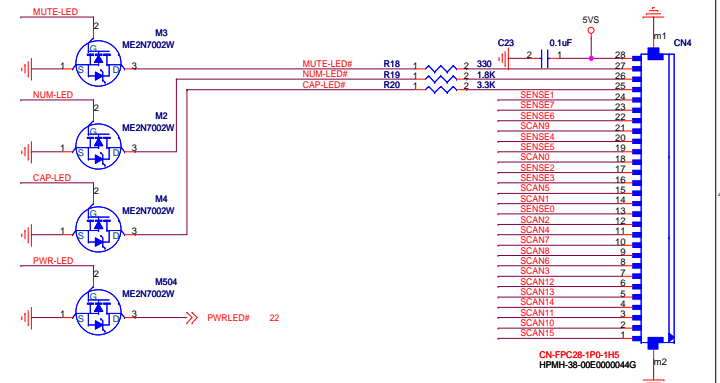 MUTE-LED
M3
ME2N7002W
2
G
1 S D 3
MUTE-LED# R18 1 2 330
NUM-LED# R19 1 2 1.8K
CAP-LED# R20 1 2 3.3K
NUM-LED
M2
ME2N7002W
2
G
1 S D 3
CAP-LED
M4
ME2N7002W
2
G
1 S D 3
PWR-LED
M504
ME2N7002W
2
G
1 S D 3
PWRLED# 22
5VS
C23 0.1uF
2 1
m1
CN4
28
27
26
25
SENSE1 24
SENSE7 23
SENSE6 22
SCAN9 21
SENSE4 20
SENSE5 19
SCAN0 18
SENSE2 17
SENSE3 16
SCAN5 15
SCAN1 14
SENSE0 13
SCAN2 12
SCAN4 11
SCAN7 10
SCAN8 9
SCAN6 8
SCAN3 7
SCAN12 6
SCAN13 5
SCAN14 4
SCAN11 3
SCAN10 2
SCAN15 1
CN-FPC28-1P0-1H5
HPMH-38-00E0000044G
m2